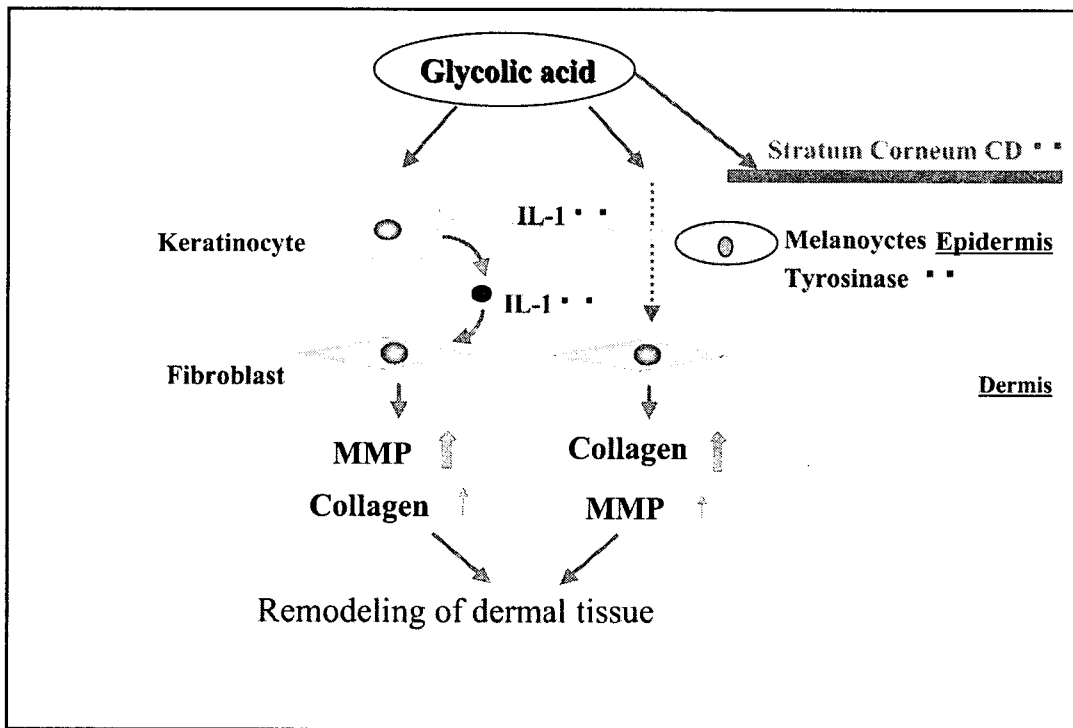 Glycolic acid
Stratum Corneum CD ▪ ▪
IL-1 ▪ ▪
Keratinocyte
Melanoyctes Epidermis
Tyrosinase ▪ ▪
IL-1 ▪ ▪
Fibroblast
Dermis
MMP
Collagen
Collagen
MMP
Remodeling of dermal tissue